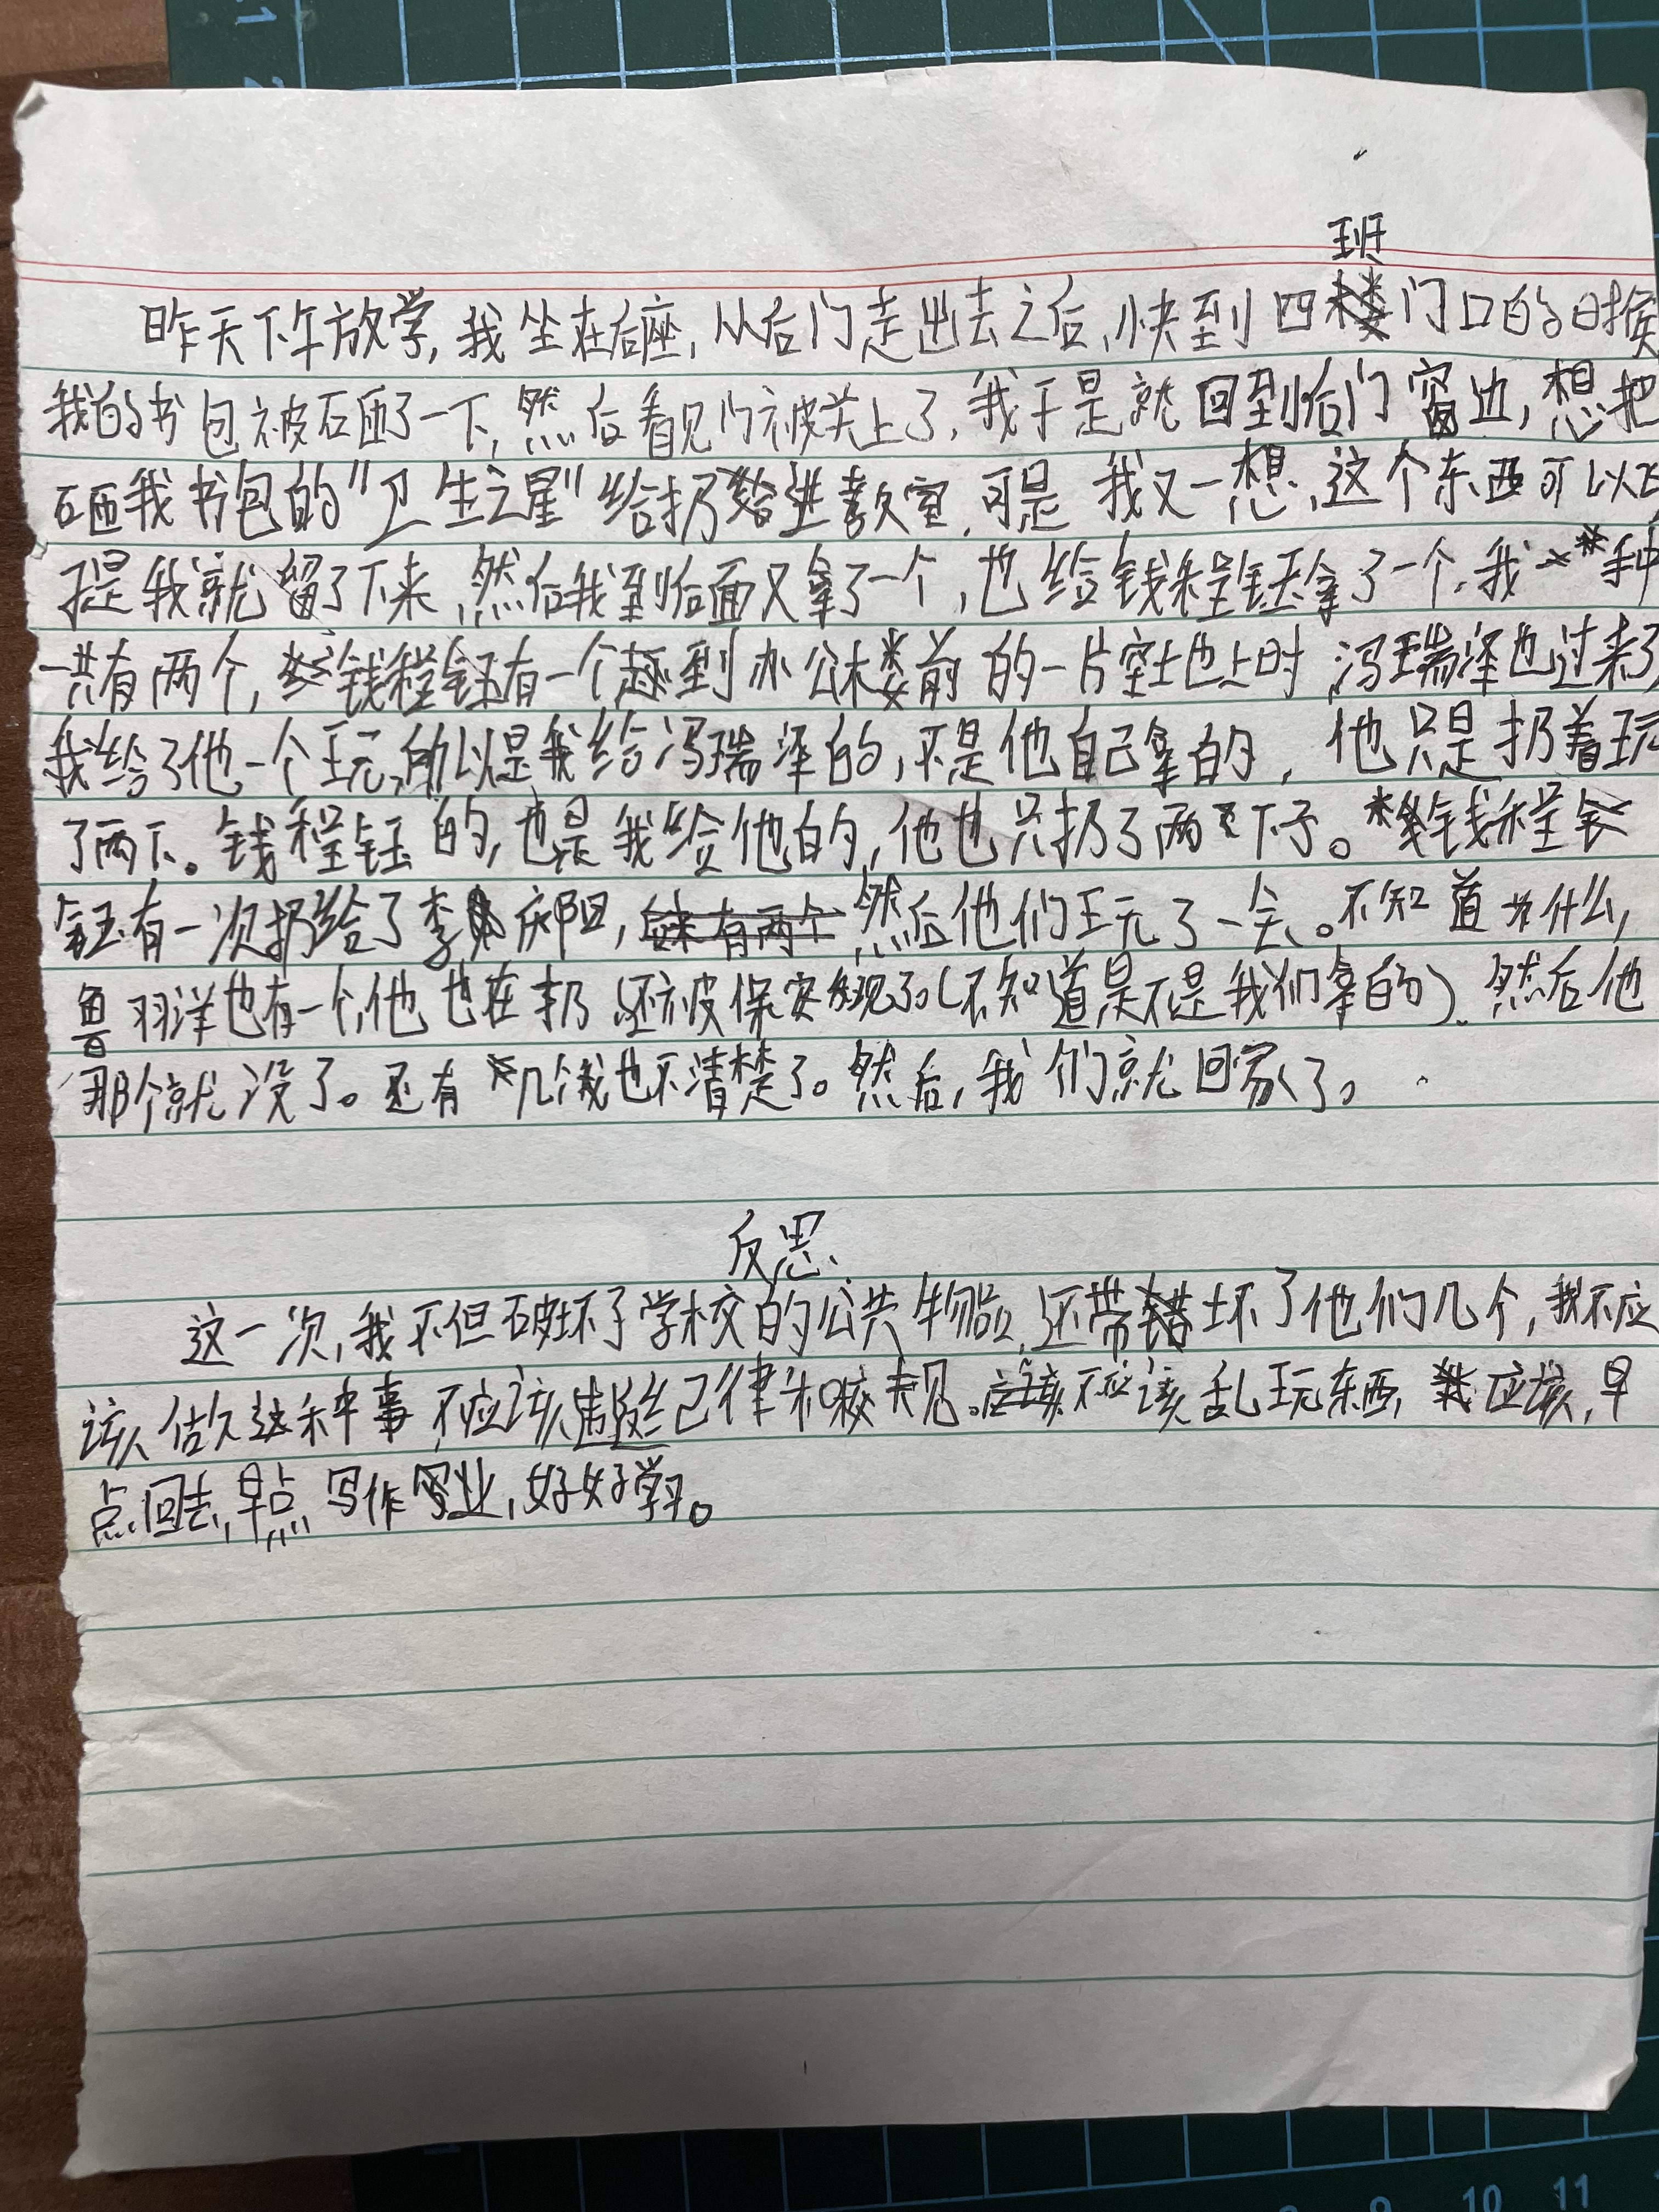 昨天下午放学,我坐在后座,从后门走出去之后,快到四班门口的时候
我的书包被砸了一下,然后看见门被关上了,我于是就回到后门窗边,想把
砸我书包的"卫生之星"给扔进教室,可是我又一想,这个东西可以
于是我就留了下来,然后我到后面又拿了一个,也给钱程钰拿了一个,我
一共有两个,钱程钰有一个,到办公楼前的一片空土地上时,冯瑞泽也过来了,
我给了他一个玩,所以是我给冯瑞泽的,不是他自己拿的,他只是扔着玩
了两下。钱程钰的,也是我给他的,他也只扔了两下子。钱程
钰有一次扔给了李庆阳,然后他们玩了一会。不知道为什么,
鲁羽洋也有一个,他也在扔,还被保安发现了。(不知道是不是我们拿的)、然后他
那个就没了。还有几个我也不清楚了。然后,我们就回家了。
反思
这一次,我不但破坏了学校的公共物品,还带坏了他们几个,我不应
该做这种事,不应该违反纪律和校规。不应该乱玩东西,我应该,早
点回去,早点写作业,好好学习。